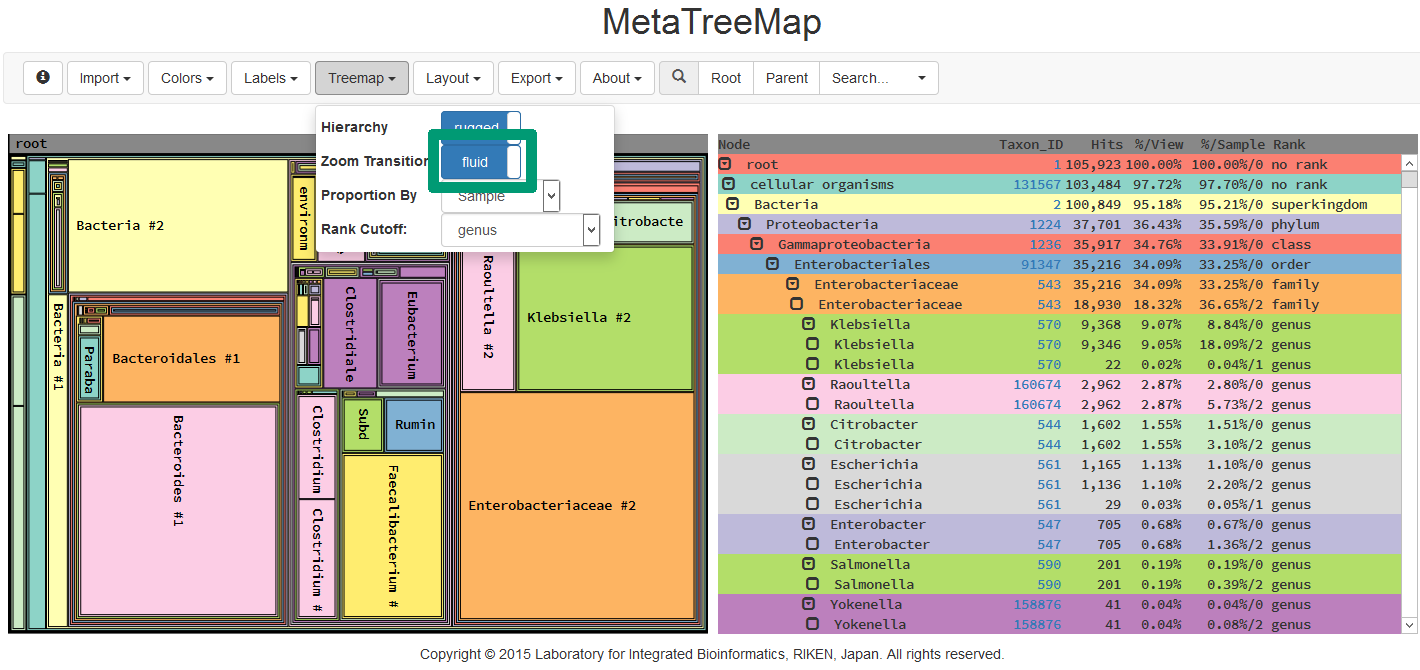 MetaTreeMap
Import Colors Labels Treemap Layout Export About Root Parent Search...
Hierarchy rugged
Zoom Transition fluid
Proportion By Sample
Rank Cutoff: genus
root
Bacteria #2
environm
itrobacte
Bacteria #1
Raoultella #2
Klebsiella #2
Clostridiale
Eubacterium
Paraba
Bacteroidales #1
Bacteroides #1
Clostridium
Subd
Rumin
Clostridium #
Faecalibacterium #
Enterobacteriaceae #2
Node Taxon_ID Hits %/View %/Sample Rank
root 1 105,923 100.00% 100.00%/0 no rank
cellular organisms 131567 103,484 97.72% 97.70%/0 no rank
Bacteria 2 100,849 95.18% 95.21%/0 superkingdom
Proteobacteria 1224 37,701 36.43% 35.59%/0 phylum
Gammaproteobacteria 1236 35,917 34.76% 33.91%/0 class
Enterobacteriales 91347 35,216 34.09% 33.25%/0 order
Enterobacteriaceae 543 35,216 34.09% 33.25%/0 family
Enterobacteriaceae 543 18,930 18.32% 36.65%/2 family
Klebsiella 570 9,368 9.07% 8.84%/0 genus
Klebsiella 570 9,346 9.05% 18.09%/2 genus
Klebsiella 570 22 0.02% 0.04%/1 genus
Raoultella 160674 2,962 2.87% 2.80%/0 genus
Raoultella 160674 2,962 2.87% 5.73%/2 genus
Citrobacter 544 1,602 1.55% 1.51%/0 genus
Citrobacter 544 1,602 1.55% 3.10%/2 genus
Escherichia 561 1,165 1.13% 1.10%/0 genus
Escherichia 561 1,136 1.10% 2.20%/2 genus
Escherichia 561 29 0.03% 0.05%/1 genus
Enterobacter 547 705 0.68% 0.67%/0 genus
Enterobacter 547 705 0.68% 1.36%/2 genus
Salmonella 590 201 0.19% 0.19%/0 genus
Salmonella 590 201 0.19% 0.39%/2 genus
Yokenella 158876 41 0.04% 0.04%/0 genus
Yokenella 158876 41 0.04% 0.08%/2 genus
Copyright © 2015 Laboratory for Integrated Bioinformatics, RIKEN, Japan. All rights reserved.